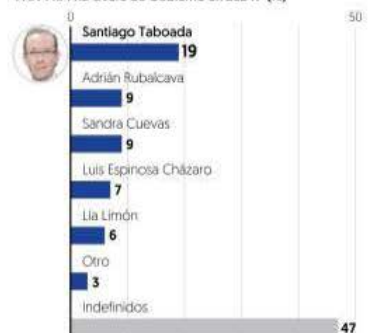 0 50
Santiago Taboada
19
Adrián Rubalcava
9
Sandra Cuevas
9
Luis Espinosa Cházaro
7
Lía Limón
6
Otro
3
Indefinidos
47